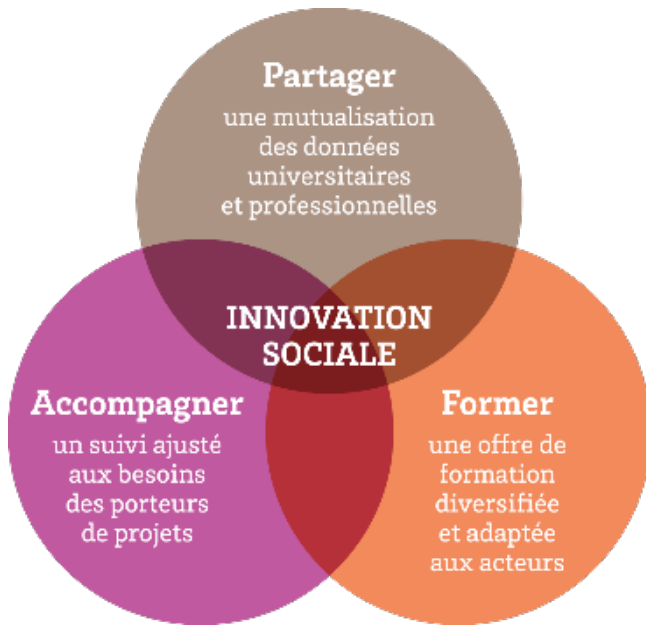 Partager
une mutualisation
des données
universitaires
et professionnelles
INNOVATION
SOCIALE
Accompagner
un suivi ajusté
aux besoins
des porteurs
de projets
Former
une offre de
formation
diversifiée
et adaptée
aux acteurs